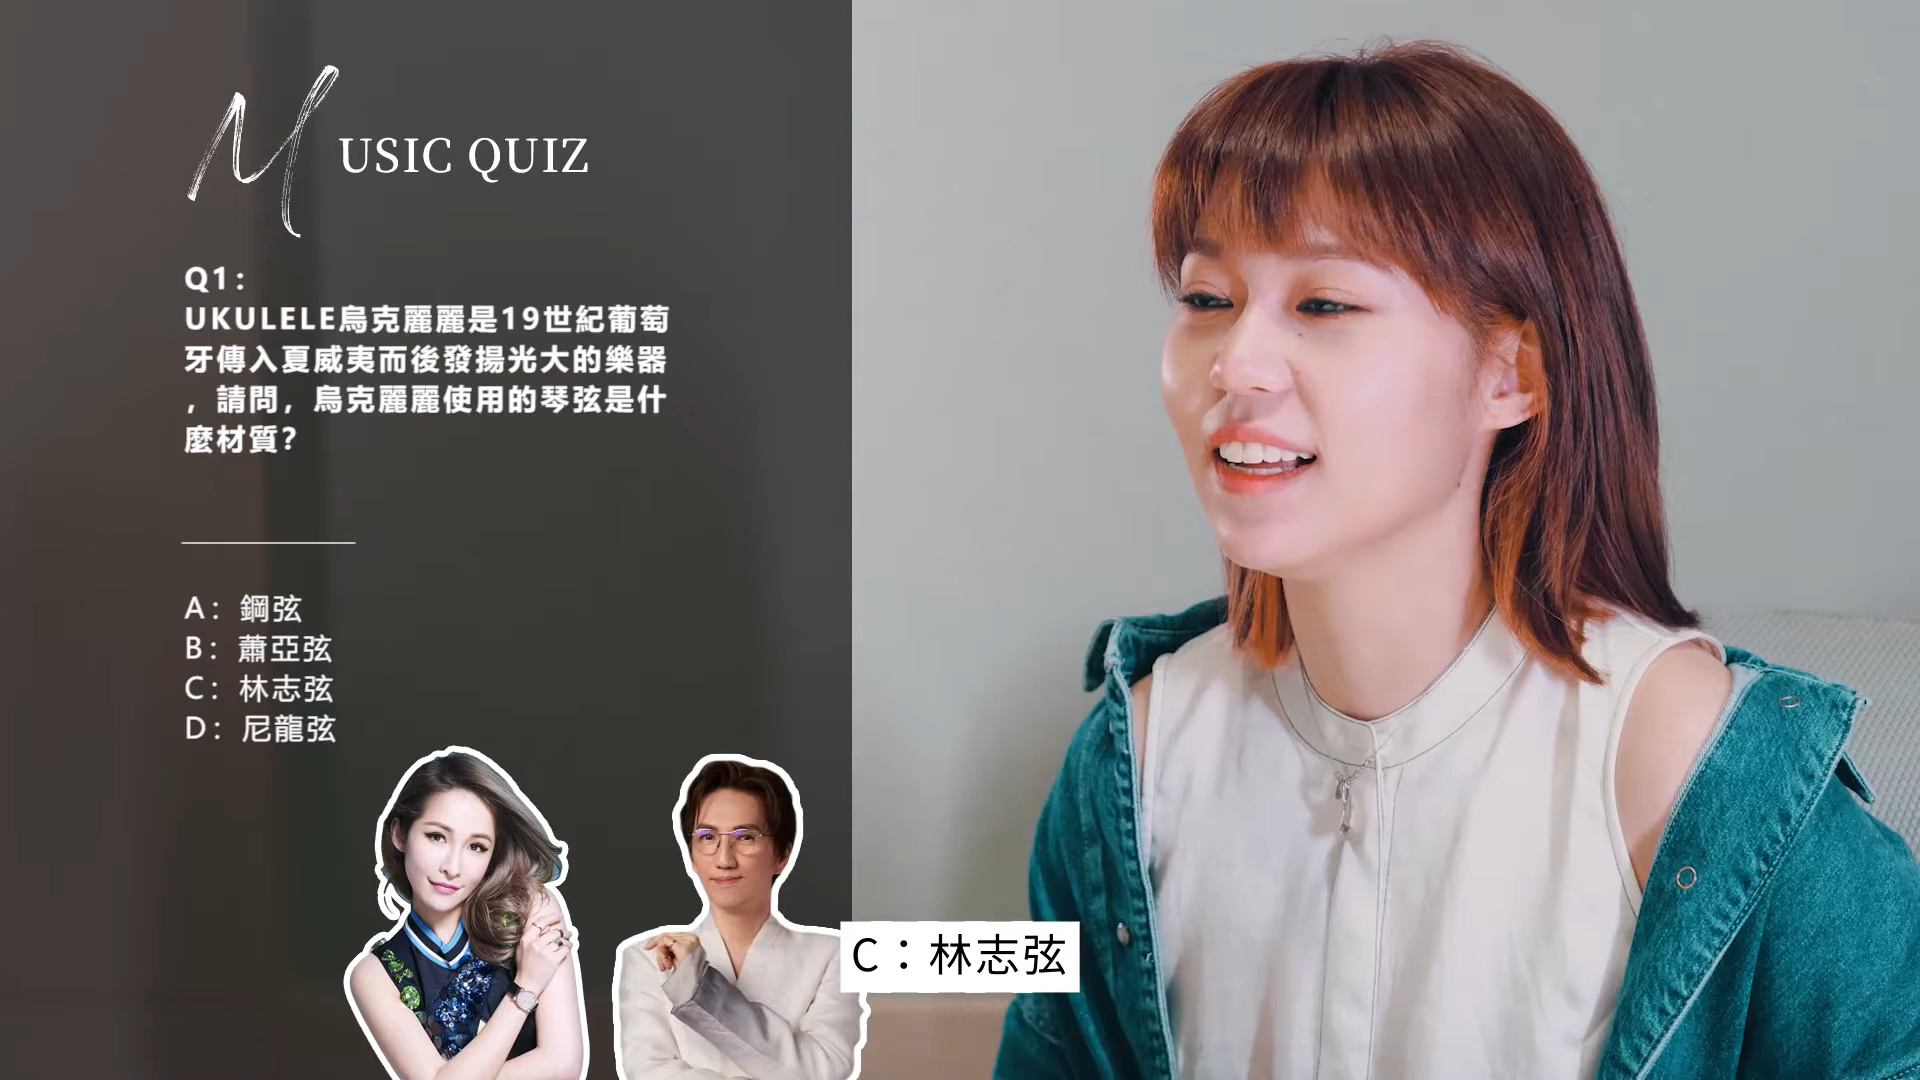 MUSIC QUIZ
Q1：
UKULELE烏克麗麗是19世紀葡萄
牙傳入夏威夷而後發揚光大的樂器
，請問，烏克麗麗使用的琴弦是什
麼材質？
A：鋼弦
B：蕭亞弦
C：林志弦
D：尼龍弦
C：林志弦